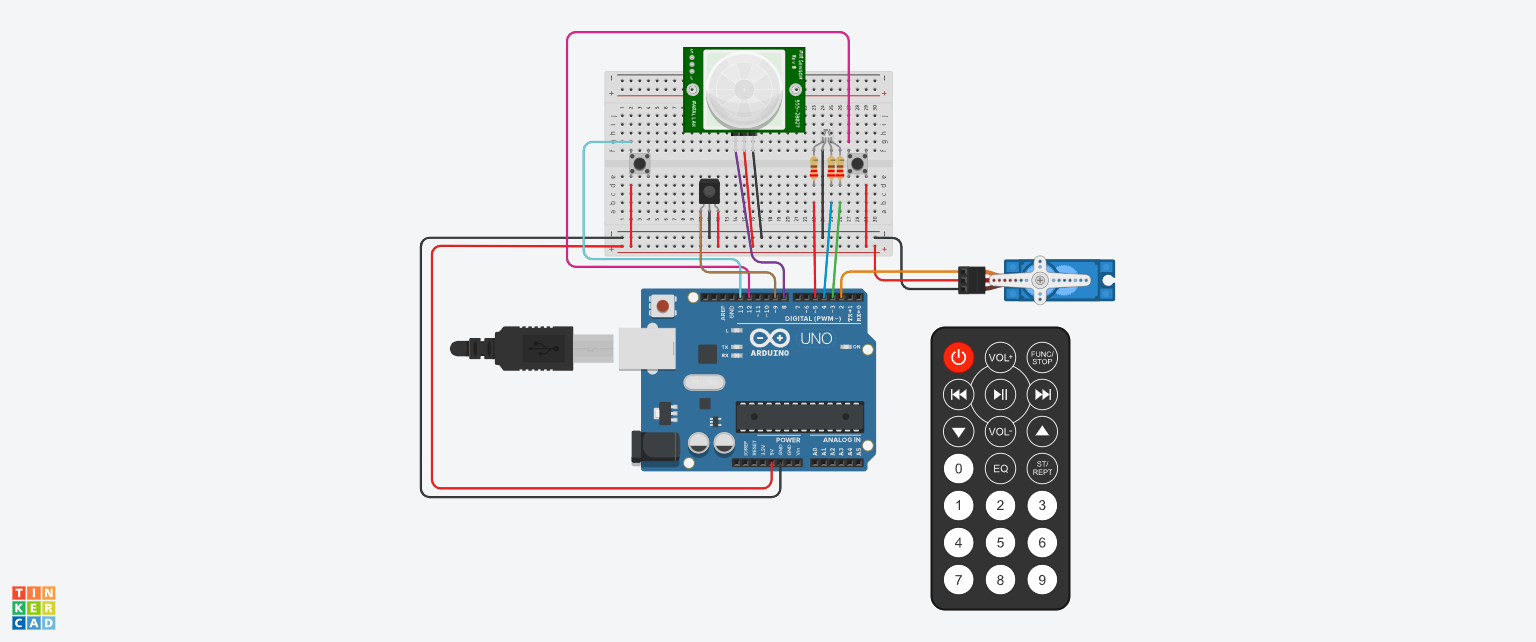 PIR Sensor
Rev B
555-28027
PARALLAX
AREF
GND
13
12
~11
~10
~9
8
7
~6
~5
4
~3
2
TX→1
RX←0
DIGITAL (PWM~)
L
TX
RX
ON
UNO
ARDUINO
POWER
ANALOG IN
IOREF
RESET
3.3V
5V
GND
GND
Vin
A0
A1
A2
A3
A4
A5
VOL+
FUNC/
STOP
VOL-
0
EQ
ST/
REPT
1 2 3
4 5 6
7 8 9
TIN
KER
CAD